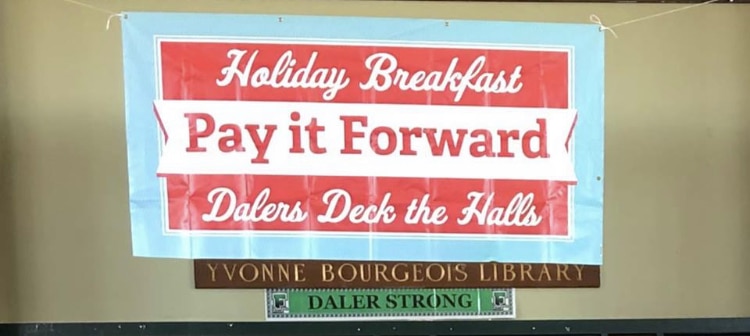 Holiday Breakfast
Pay it Forward
Dalers Deck the Halls
YVONNE BOURGEOIS LIBRARY
DALER STRONG